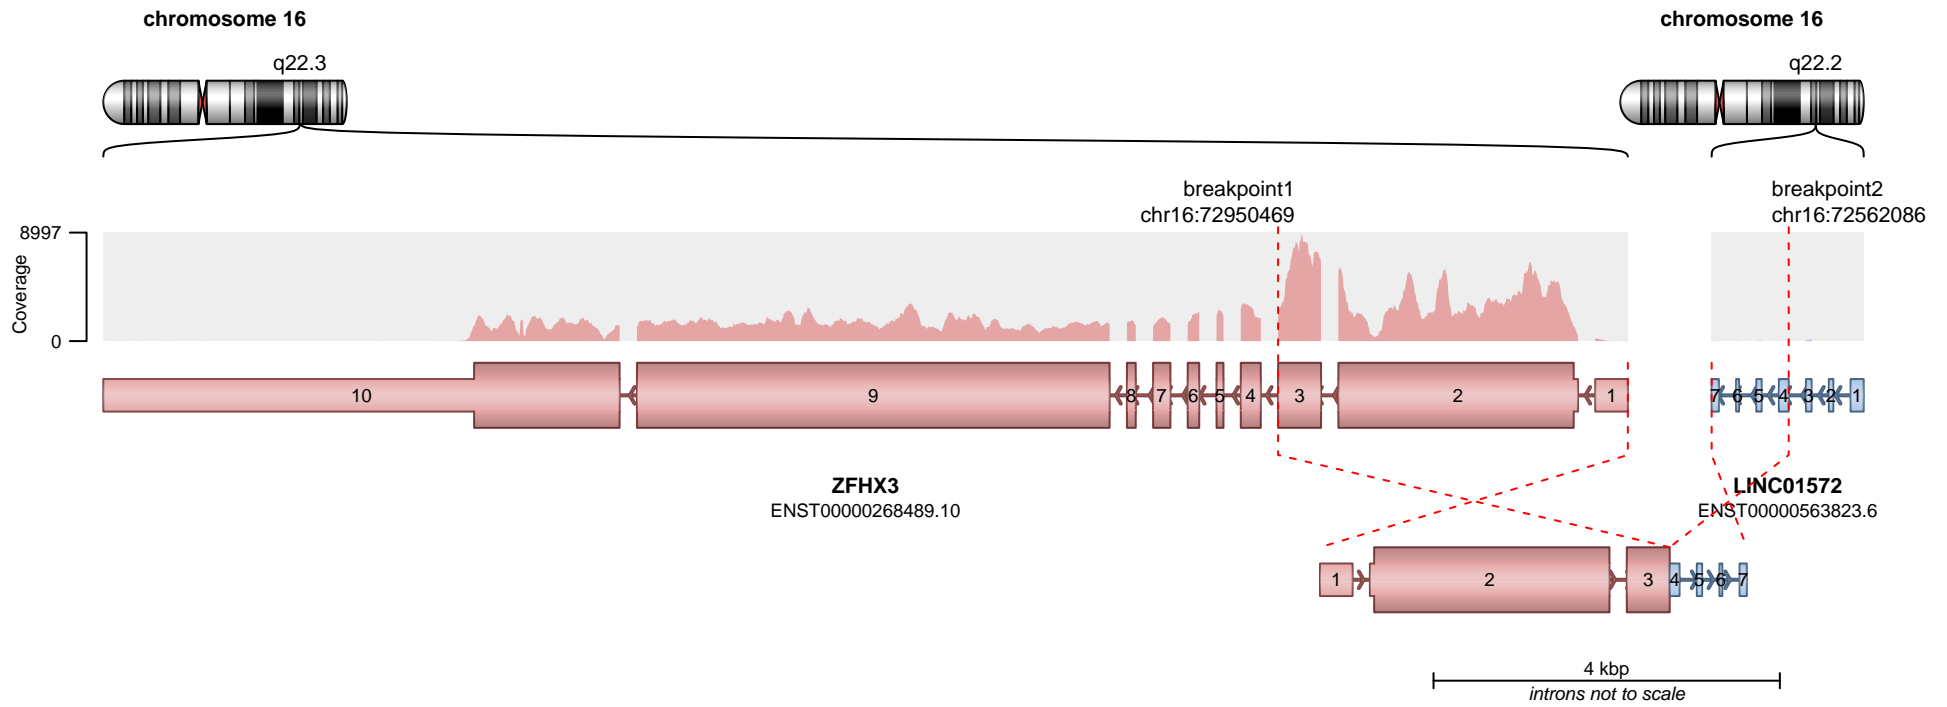 chromosome 16
chromosome 16
q22.3
q22.2
breakpoint1
chr16:72950469
breakpoint2
chr16:72562086
8997
0
Coverage
10 9 8 7 6 5 4 3 2 1
7 6 5 4 3 2 1
ZFHX3
ENST00000268489.10
LINC01572
ENST00000563823.6
1 2 3 4 5 6 7
4 kbp
introns not to scale